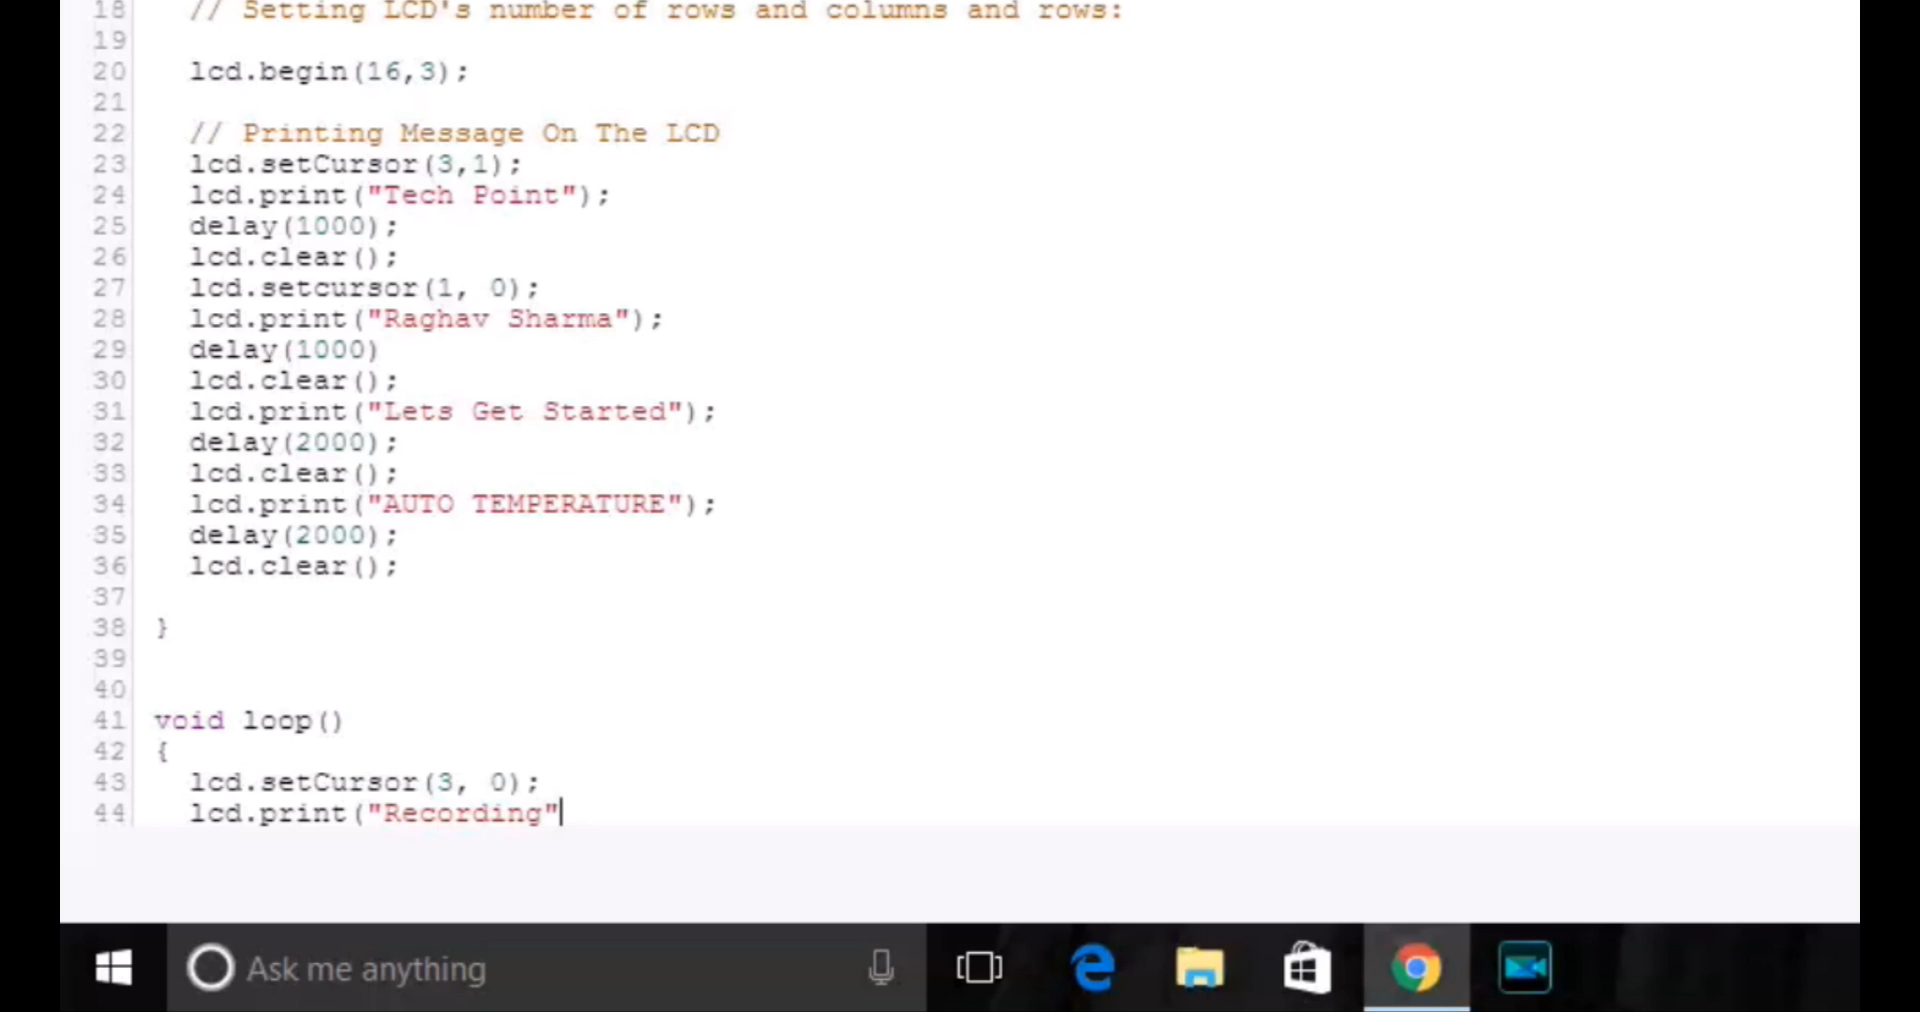 18 // Setting LCD's number of rows and columns and rows:
19
20 lcd.begin(16,3);
21
22 // Printing Message On The LCD
23 lcd.setCursor(3,1);
24 lcd.print("Tech Point");
25 delay(1000);
26 lcd.clear();
27 lcd.setcursor(1, 0);
28 lcd.print("Raghav Sharma");
29 delay(1000)
30 lcd.clear();
31 lcd.print("Lets Get Started");
32 delay(2000);
33 lcd.clear();
34 lcd.print("AUTO TEMPERATURE");
35 delay(2000);
36 lcd.clear();
37
38 }
39
40
41 void loop()
42 {
43 lcd.setCursor(3, 0);
44 lcd.print("Recording"
Ask me anything